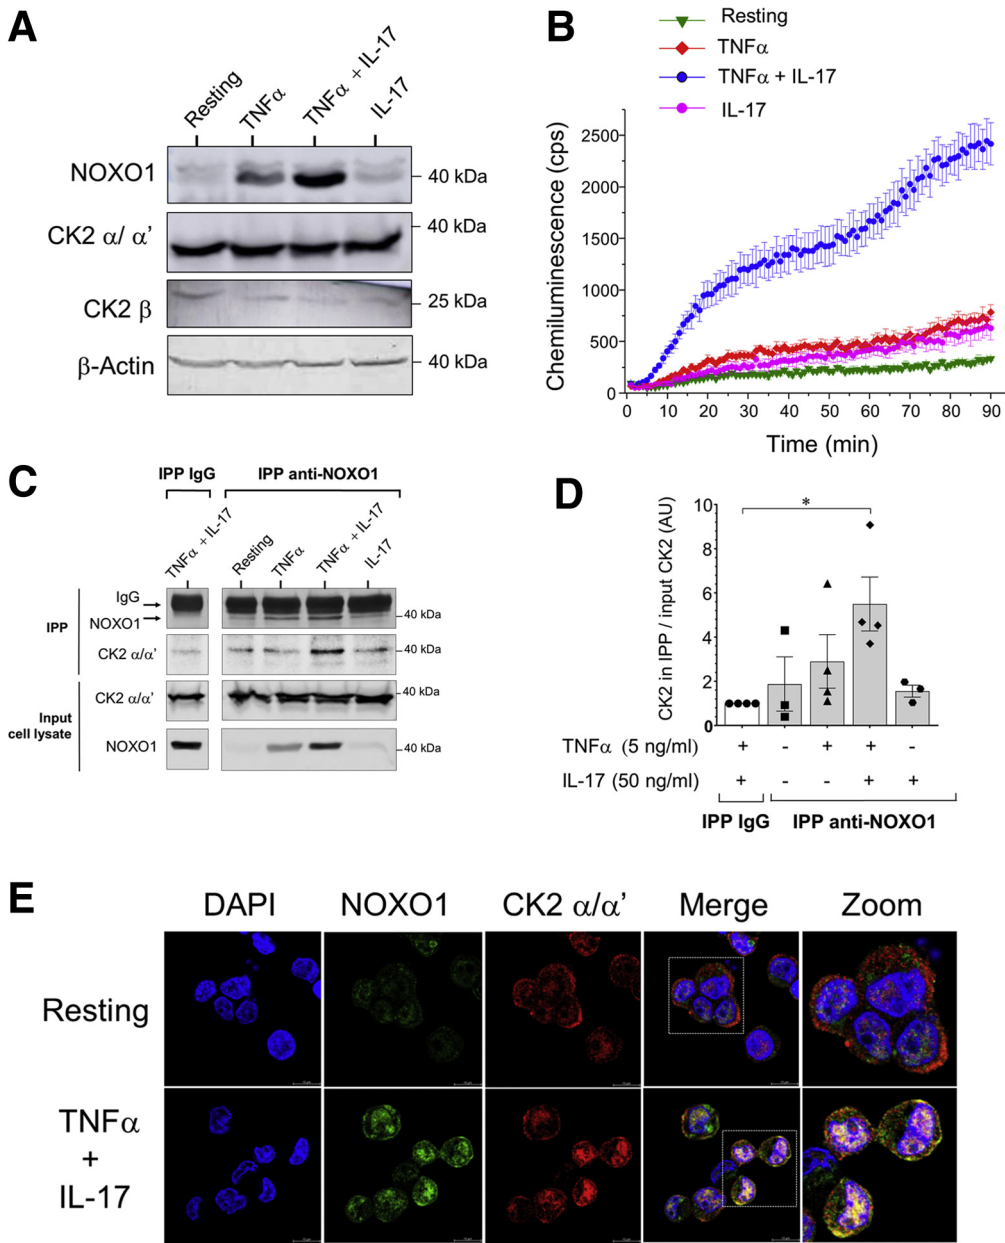 A
Resting
TNFα
TNFα + IL-17
IL-17
NOXO1
40 kDa
CK2 α/ α’
40 kDa
CK2 β
25 kDa
β-Actin
40 kDa
B
Resting
TNFα
TNFα + IL-17
IL-17
Chemiluminescence (cps)
2500
2000
1500
1000
500
0
0 10 20 30 40 50 60 70 80 90
Time (min)
C
IPP IgG
IPP anti-NOXO1
TNFα + IL-17
Resting
TNFα
TNFα + IL-17
IL-17
IPP
IgG
NOXO1
40 kDa
CK2 α/α’
40 kDa
Input
cell lysate
CK2 α/α’
40 kDa
NOXO1
40 kDa
D
CK2 in IPP / input CK2 (AU)
10
8
6
4
2
0
*
TNFα (5 ng/ml) + - + + -
IL-17 (50 ng/ml) + - - + +
IPP IgG IPP anti-NOXO1
E
DAPI NOXO1 CK2 α/α’ Merge Zoom
Resting
TNFα
+
IL-17